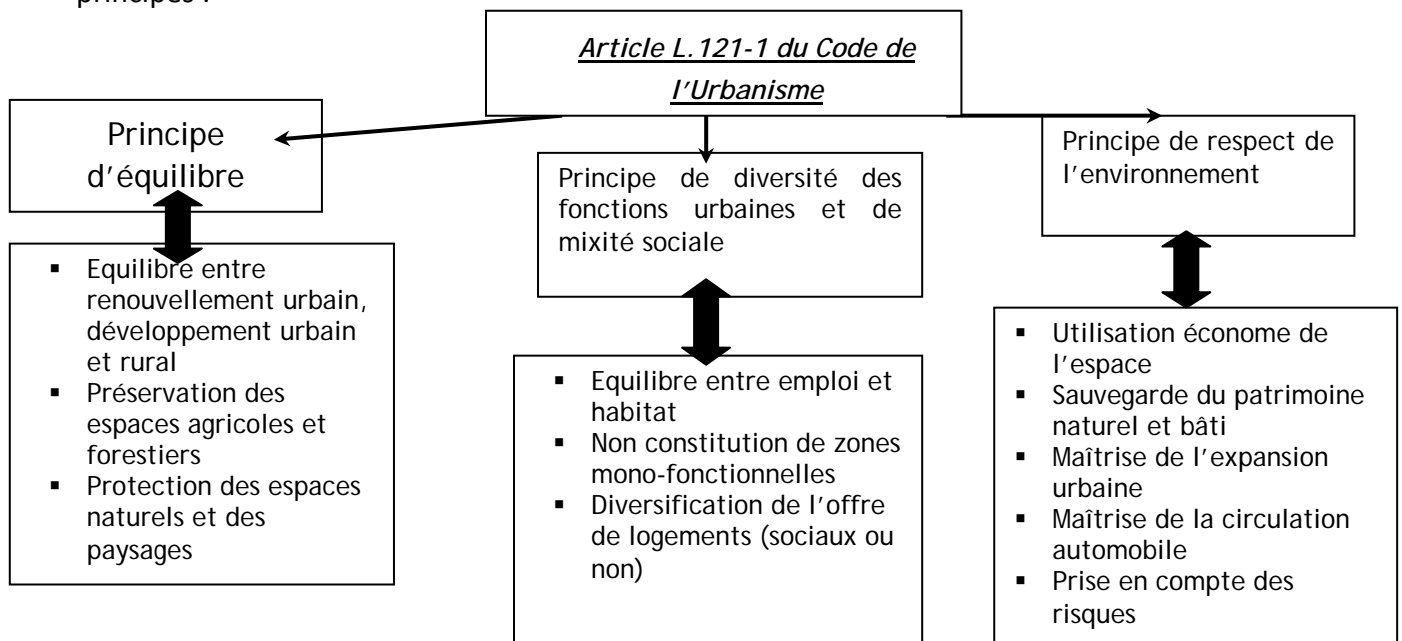 principes :
Article L.121-1 du Code de
l'Urbanisme
Principe
d'équilibre
Equilibre entre
renouvellement urbain,
développement urbain
et rural
Préservation des
espaces agricoles et
forestiers
Protection des espaces
naturels et des
paysages
Principe de diversité des
fonctions urbaines et de
mixité sociale
Equilibre entre emploi et
habitat
Non constitution de zones
mono-fonctionnelles
Diversification de l'offre
de logements (sociaux ou
non)
Principe de respect de
l'environnement
Utilisation économe de
l'espace
Sauvegarde du patrimoine
naturel et bâti
Maîtrise de l'expansion
urbaine
Maîtrise de la circulation
automobile
Prise en compte des
risques